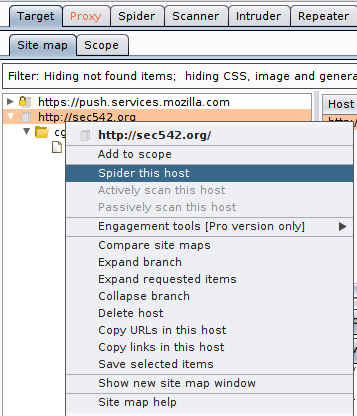 Target Proxy Spider Scanner Intruder Repeater
Site map Scope
Filter: Hiding not found items; hiding CSS, image and genera
https://push.services.mozilla.com
Host
http://sec542.org
http://sec542.org/
Add to scope
Spider this host
Actively scan this host
Passively scan this host
Engagement tools [Pro version only]
Compare site maps
Expand branch
Expand requested items
Collapse branch
Delete host
Copy URLs in this host
Copy links in this host
Save selected items
Show new site map window
Site map help